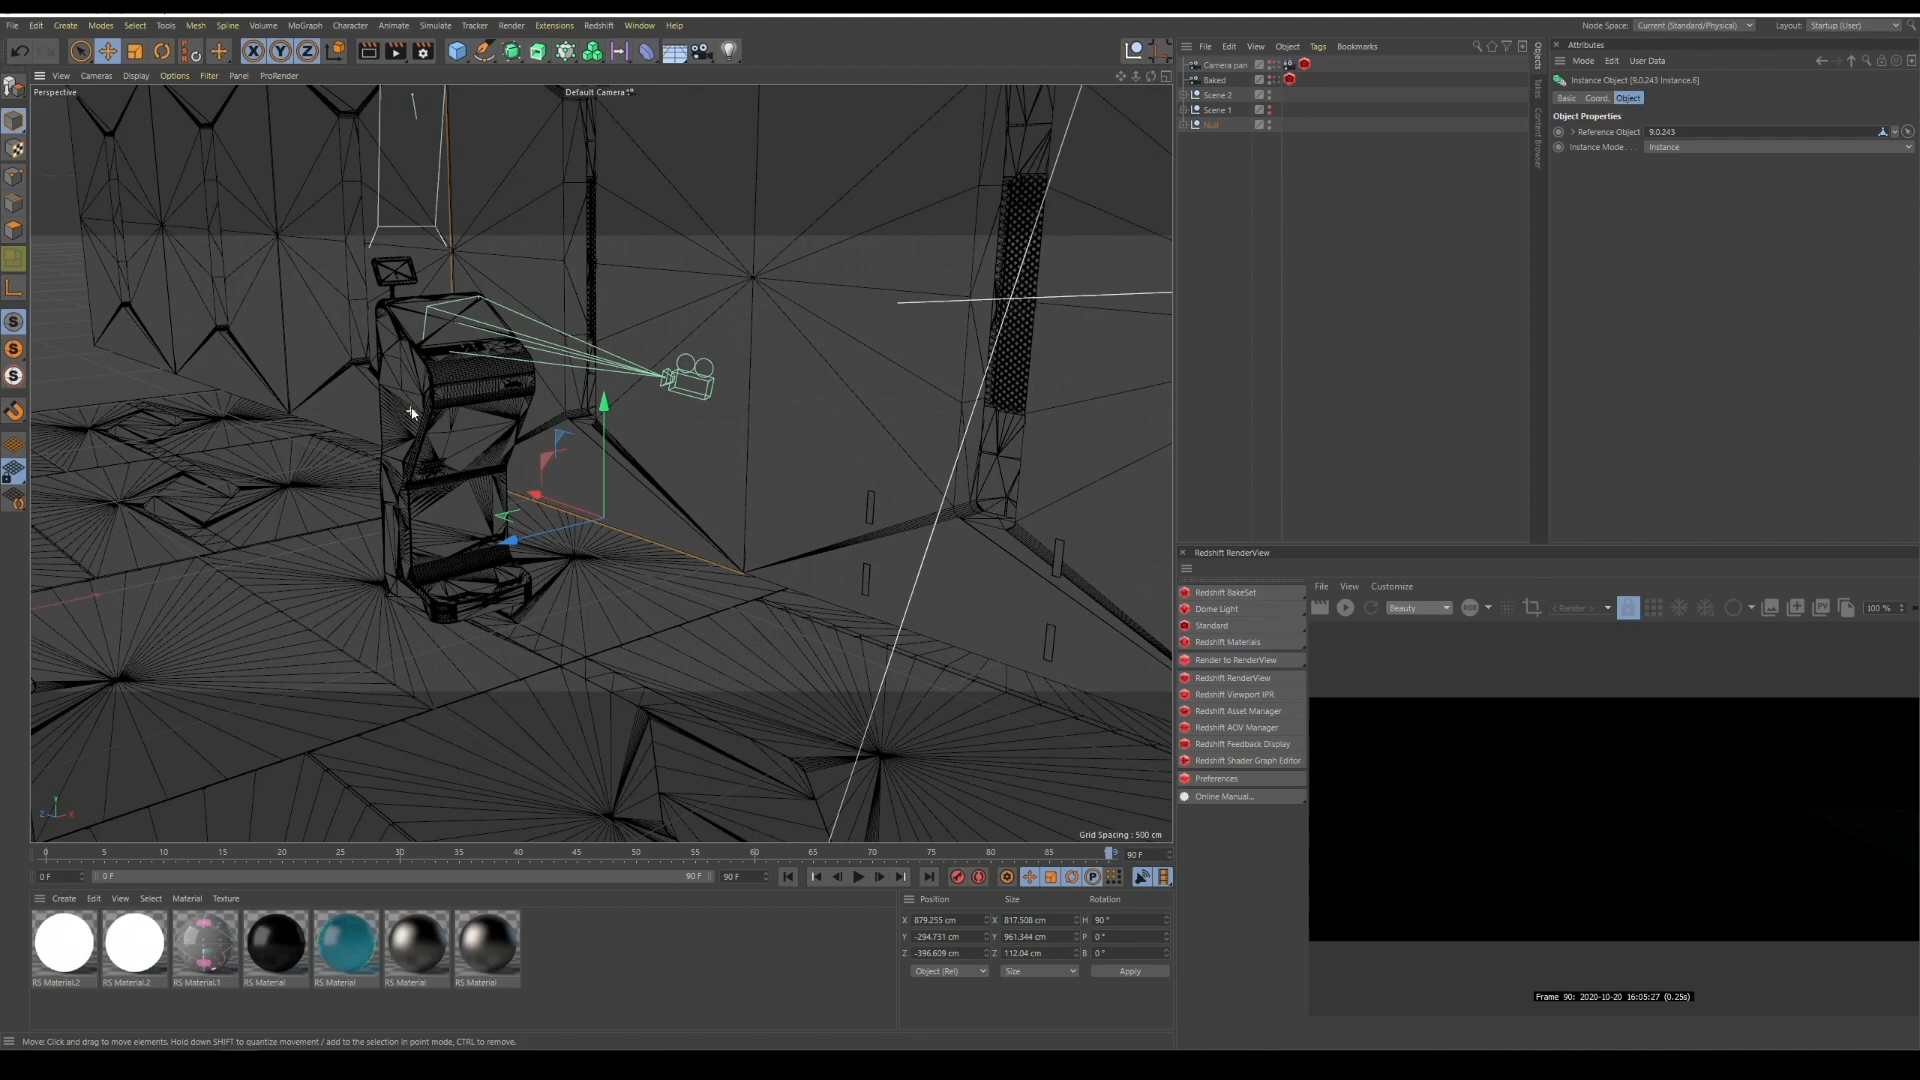 File Edit Create Modes Select Tools Mesh Spline Volume MoGraph Character Animate Simulate Tracker Render Extensions Redshift Window Help
Node Space: Current (Standard/Physical) Layout: Startup (User)
View Cameras Display Options Filter Panel ProRender
Perspective
Default Camera
Grid Spacing : 500 cm
File Edit View Object Tags Bookmarks
Camera pan
Baked
Scene 2
Scene 1
Null
Objects
Takes
Content Browser
Attributes
Mode Edit User Data
Instance Object [9.0.243 Instance.6]
Basic Coord. Object
Object Properties
Reference Object 9.0.243
Instance Mode . . . . Instance
Redshift RenderView
Redshift BakeSet
Dome Light
Standard
Redshift Materials
Render to RenderView
Redshift RenderView
Redshift Viewport IPR
Redshift Asset Manager
Redshift AOV Manager
Redshift Feedback Display
Redshift Shader Graph Editor
Preferences
Online Manual...
File View Customize
Beauty
RGB
< Render >
PV
100 %
Frame 90: 2020-10-20 16:05:27 (0.25s)
0 5 10 15 20 25 30 35 40 45 50 55 60 65 70 75 80 85
90 F
0 F
0 F
90 F
90 F
Create Edit View Select Material Texture
RS Material.2
RS Material.2
RS Material.1
RS Material
RS Material
RS Material
RS Material
Position Size Rotation
X 879.255 cm X 817.508 cm H 90 °
Y -294.731 cm Y 961.344 cm P 0 °
Z -396.609 cm Z 112.04 cm B 0 °
Object (Rel) Size Apply
Move: Click and drag to move elements. Hold down SHIFT to quantize movement / add to the selection in point mode, CTRL to remove.